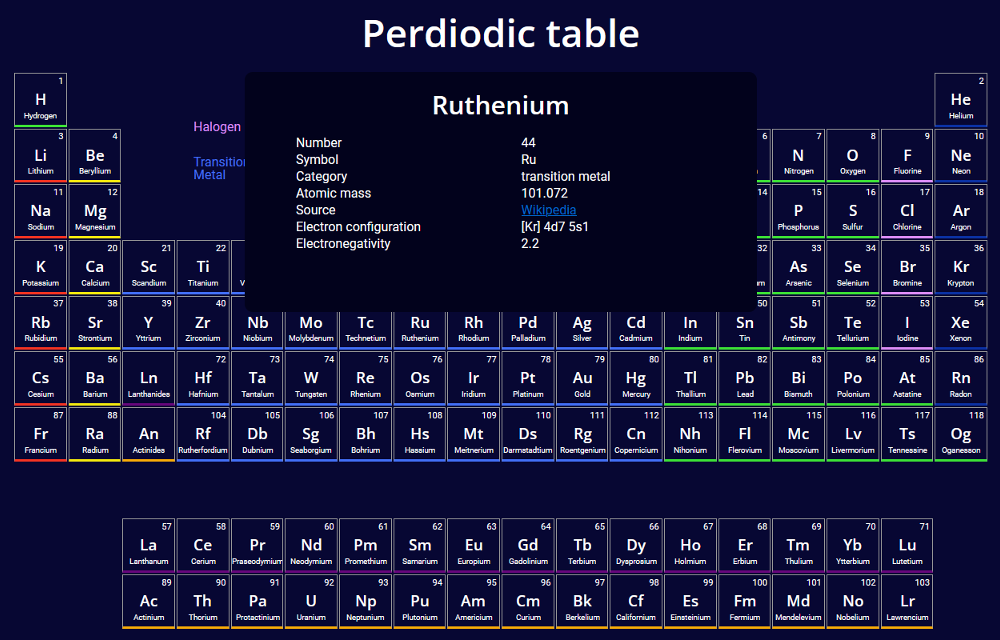 Perdiodic table
1
H
Hydrogen
2
He
Helium
Ruthenium
Number 44
Symbol Ru
Category transition metal
Atomic mass 101.072
Source Wikipedia
Electron configuration [Kr] 4d7 5s1
Electronegativity 2.2
Halogen
Metal
3 4 6 7 8 9 10
Li Be N O F Ne
Lithium Beryllium Nitrogen Oxygen Fluorine Neon
11 12 14 15 16 17 18
Na Mg P S Cl Ar
Sodium Magnesium Phosphorus Sulfur Chlorine Argon
19 20 21 22 32 33 34 35 36
K Ca Sc Ti As Se Br Kr
Potassium Calcium Scandium Titanium Arsenic Selenium Bromine Krypton
37 38 39 40 50 51 52 53 54
Rb Sr Y Zr Nb Mo Tc Ru Rh Pd Ag Cd In Sn Sb Te I Xe
Rubidium Strontium Yttrium Zirconium Niobium Molybdenum Technetium Ruthenium Rhodium Palladium Silver Cadmium Indium Tin Antimony Tellurium Iodine Xenon
55 56 72 73 74 75 76 77 78 79 80 81 82 83 84 85 86
Cs Ba Ln Hf Ta W Re Os Ir Pt Au Hg Tl Pb Bi Po At Rn
Cesium Barium Lanthanides Hafnium Tantalum Tungsten Rhenium Osmium Iridium Platinum Gold Mercury Thallium Lead Bismuth Polonium Astatine Radon
87 88 104 105 106 107 108 109 110 111 112 113 114 115 116 117 118
Fr Ra An Rf Db Sg Bh Hs Mt Ds Rg Cn Nh Fl Mc Lv Ts Og
Francium Radium Actinidea Rutherfordium Dubnium Seaborgium Bohrium Hassium Meitnerium Darmstadtium Roentgenium Copernicium Nihonium Flerovium Moscovium Livermorium Tennessine Oganesson
57 58 59 60 61 62 63 64 65 66 67 68 69 70 71
La Ce Pr Nd Pm Sm Eu Gd Tb Dy Ho Er Tm Yb Lu
Lanthanum Cerium Praseodymium Neodymium Promethium Samarium Europium Gadolinium Terbium Dysprosium Holmium Erbium Thulium Ytterbium Lutetium
89 90 91 92 93 94 95 96 97 98 99 100 101 102 103
Ac Th Pa U Np Pu Am Cm Bk Cf Es Fm Md No Lr
Actinium Thorium Protactinium Uranium Neptunium Plutonium Americium Curium Berkelium Californium Einsteinium Fermium Mendelevium Nobelium Lawrencium